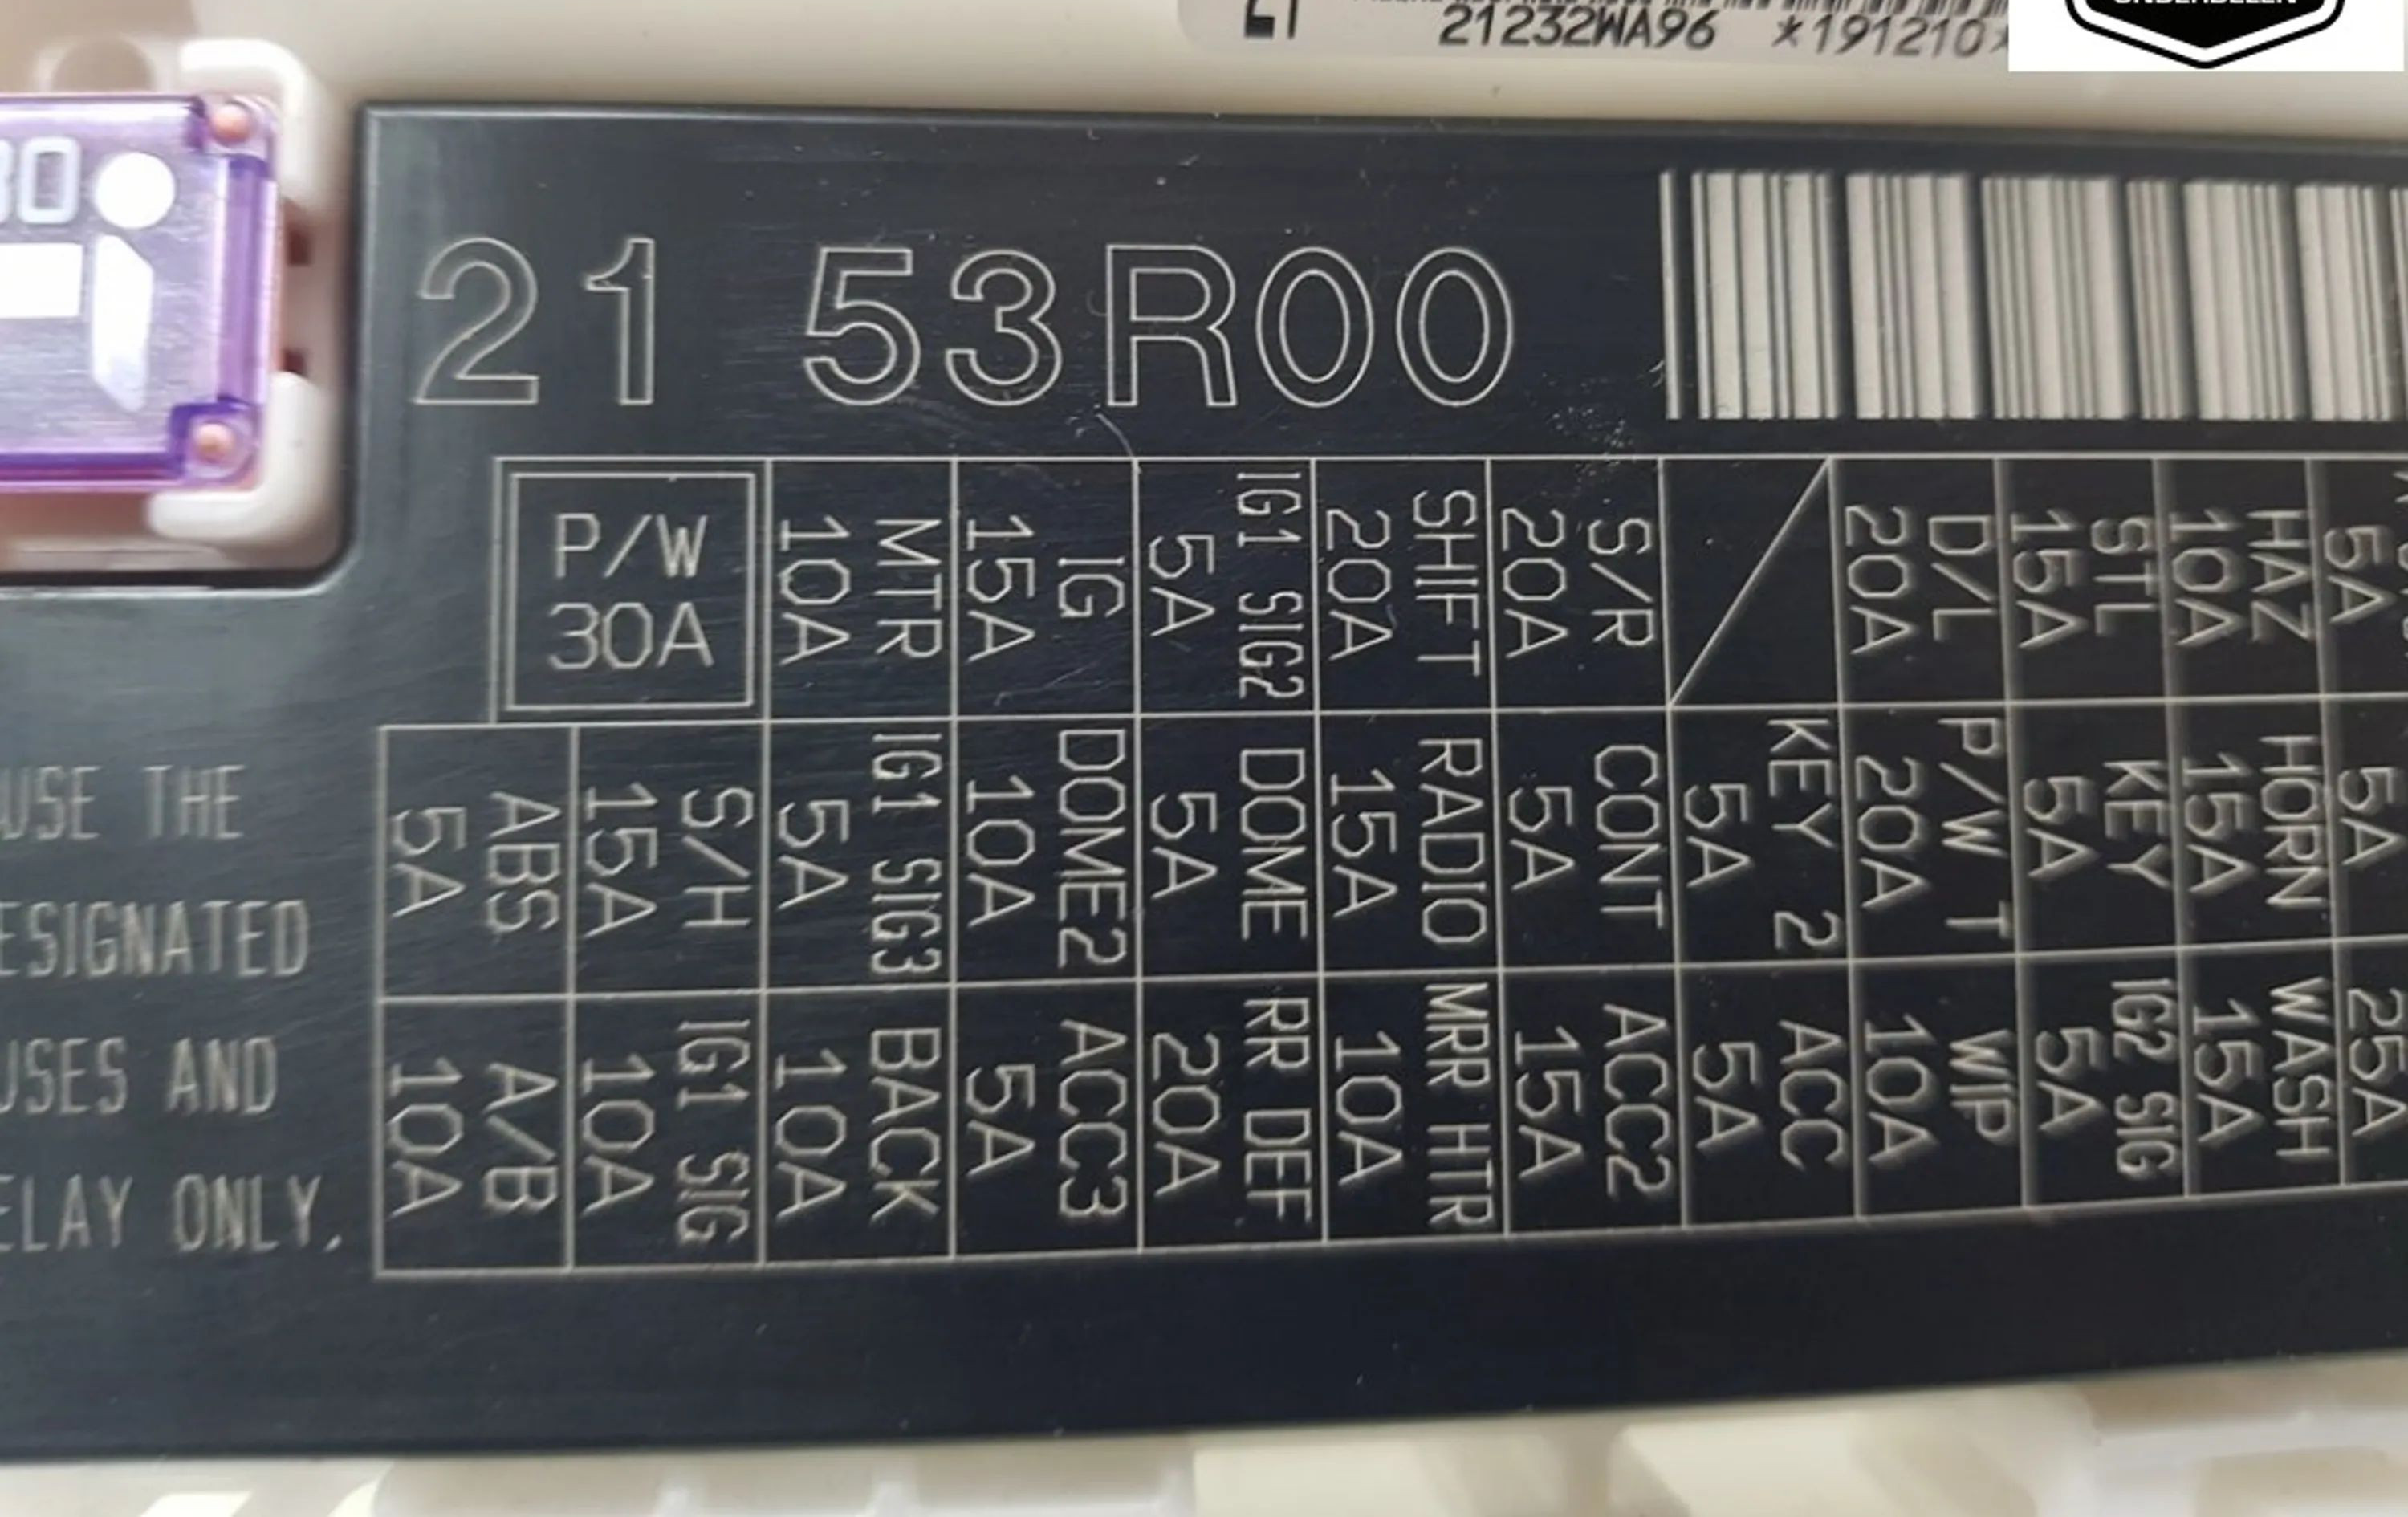 21232WA96 *191210*
30
21 53R00
P/W
30A
MTR
10A
IG
15A
IG1 SIG2
5A
SHIFT
20A
S/R
20A
D/L
20A
STL
15A
HAZ
10A
5A
ABS
5A
S/H
15A
IG1 SIG3
5A
DOME2
10A
DOME
5A
RADIO
15A
CONT
5A
KEY 2
5A
P/W T
20A
KEY
5A
HORN
15A
5A
A/B
10A
IG1 SIG
10A
BACK
10A
ACC3
5A
RR DEF
20A
MRR HTR
10A
ACC2
15A
ACC
5A
WIP
10A
IG2 SIG
5A
WASH
15A
25A
USE THE
ESIGNATED
USES AND
ELAY ONLY.